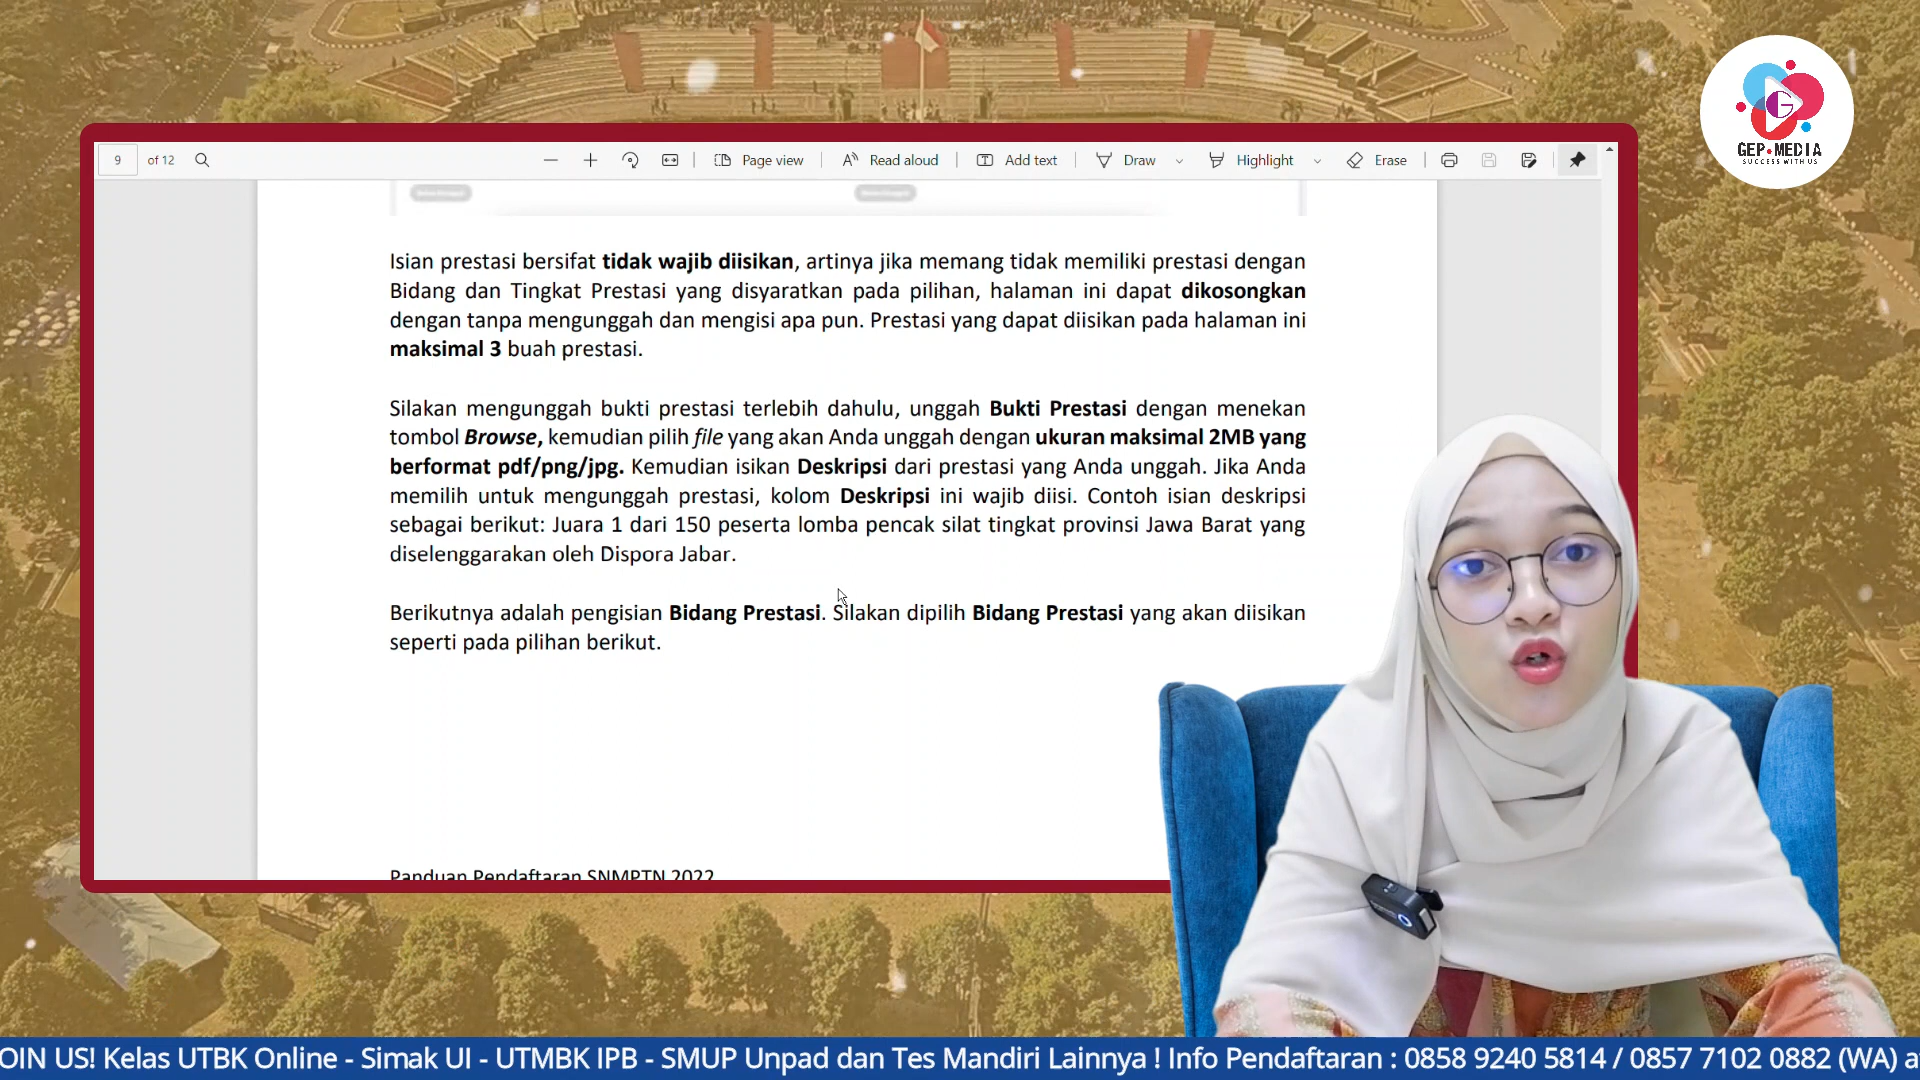 9 of 12 Page view Read aloud Add text Draw Highlight Erase
GEP MEDIA
SUCCESS WITH US
Isian prestasi bersifat tidak wajib diisikan, artinya jika memang tidak memiliki prestasi dengan
Bidang dan Tingkat Prestasi yang disyaratkan pada pilihan, halaman ini dapat dikosongkan
dengan tanpa mengunggah dan mengisi apa pun. Prestasi yang dapat diisikan pada halaman ini
maksimal 3 buah prestasi.
Silakan mengunggah bukti prestasi terlebih dahulu, unggah Bukti Prestasi dengan menekan
tombol Browse, kemudian pilih file yang akan Anda unggah dengan ukuran maksimal 2MB yang
berformat pdf/png/jpg. Kemudian isikan Deskripsi dari prestasi yang Anda unggah. Jika Anda
memilih untuk mengunggah prestasi, kolom Deskripsi ini wajib diisi. Contoh isian deskripsi
sebagai berikut: Juara 1 dari 150 peserta lomba pencak silat tingkat provinsi Jawa Barat yang
diselenggarakan oleh Dispora Jabar.
Berikutnya adalah pengisian Bidang Prestasi. Silakan dipilih Bidang Prestasi yang akan diisikan
seperti pada pilihan berikut.
Panduan Pendaftaran SNMPTN 2022
OIN US! Kelas UTBK Online - Simak UI - UTMBK IPB - SMUP Unpad dan Tes Mandiri Lainnya ! Info Pendaftaran : 0858 9240 5814 / 0857 7102 0882 (WA) a